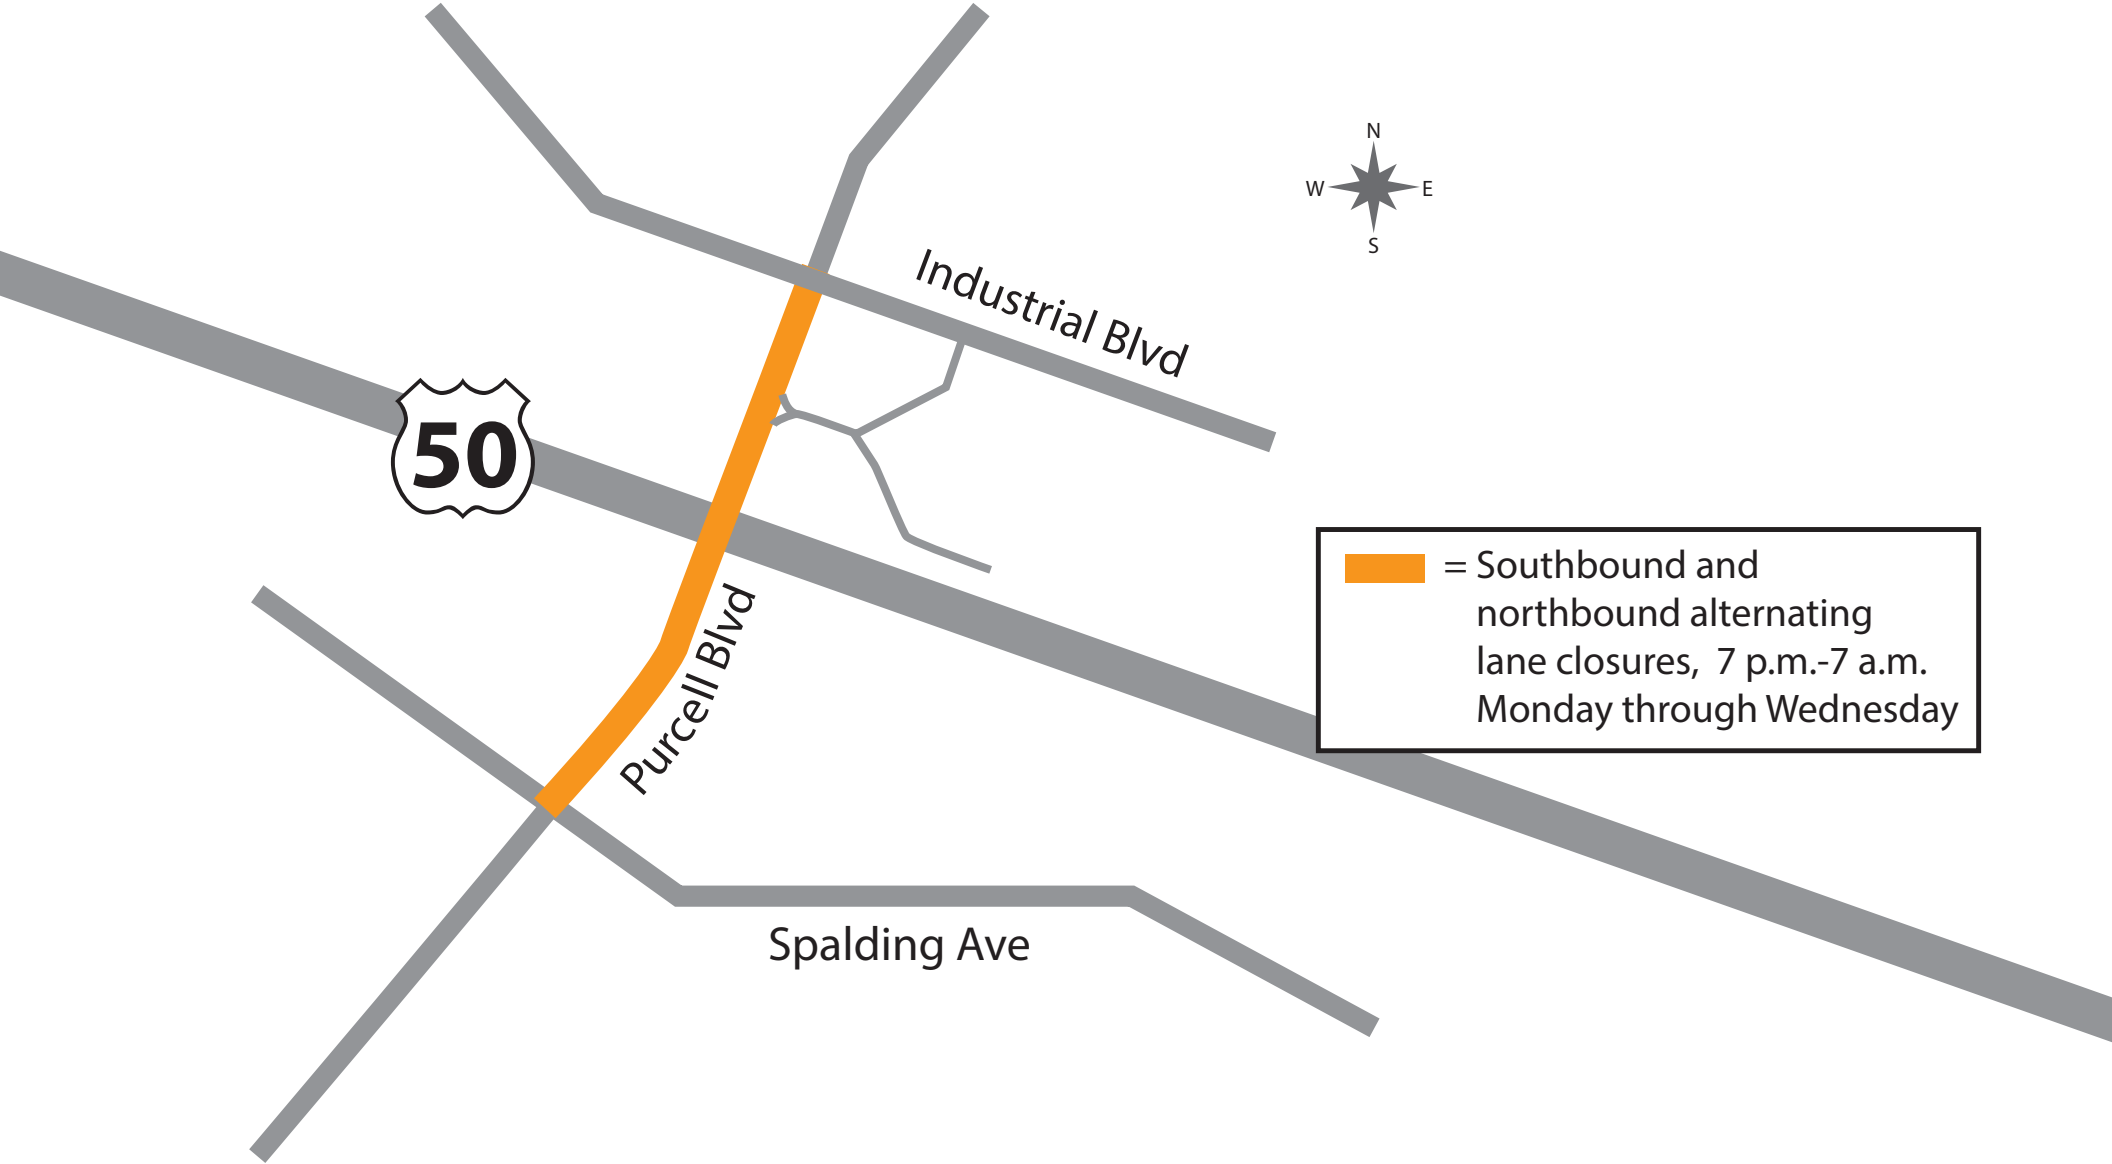 N
W
E
S
Industrial Blvd
50
= Southbound and
northbound alternating
lane closures, 7 p.m.-7 a.m.
Monday through Wednesday
Purcell Blvd
Spalding Ave